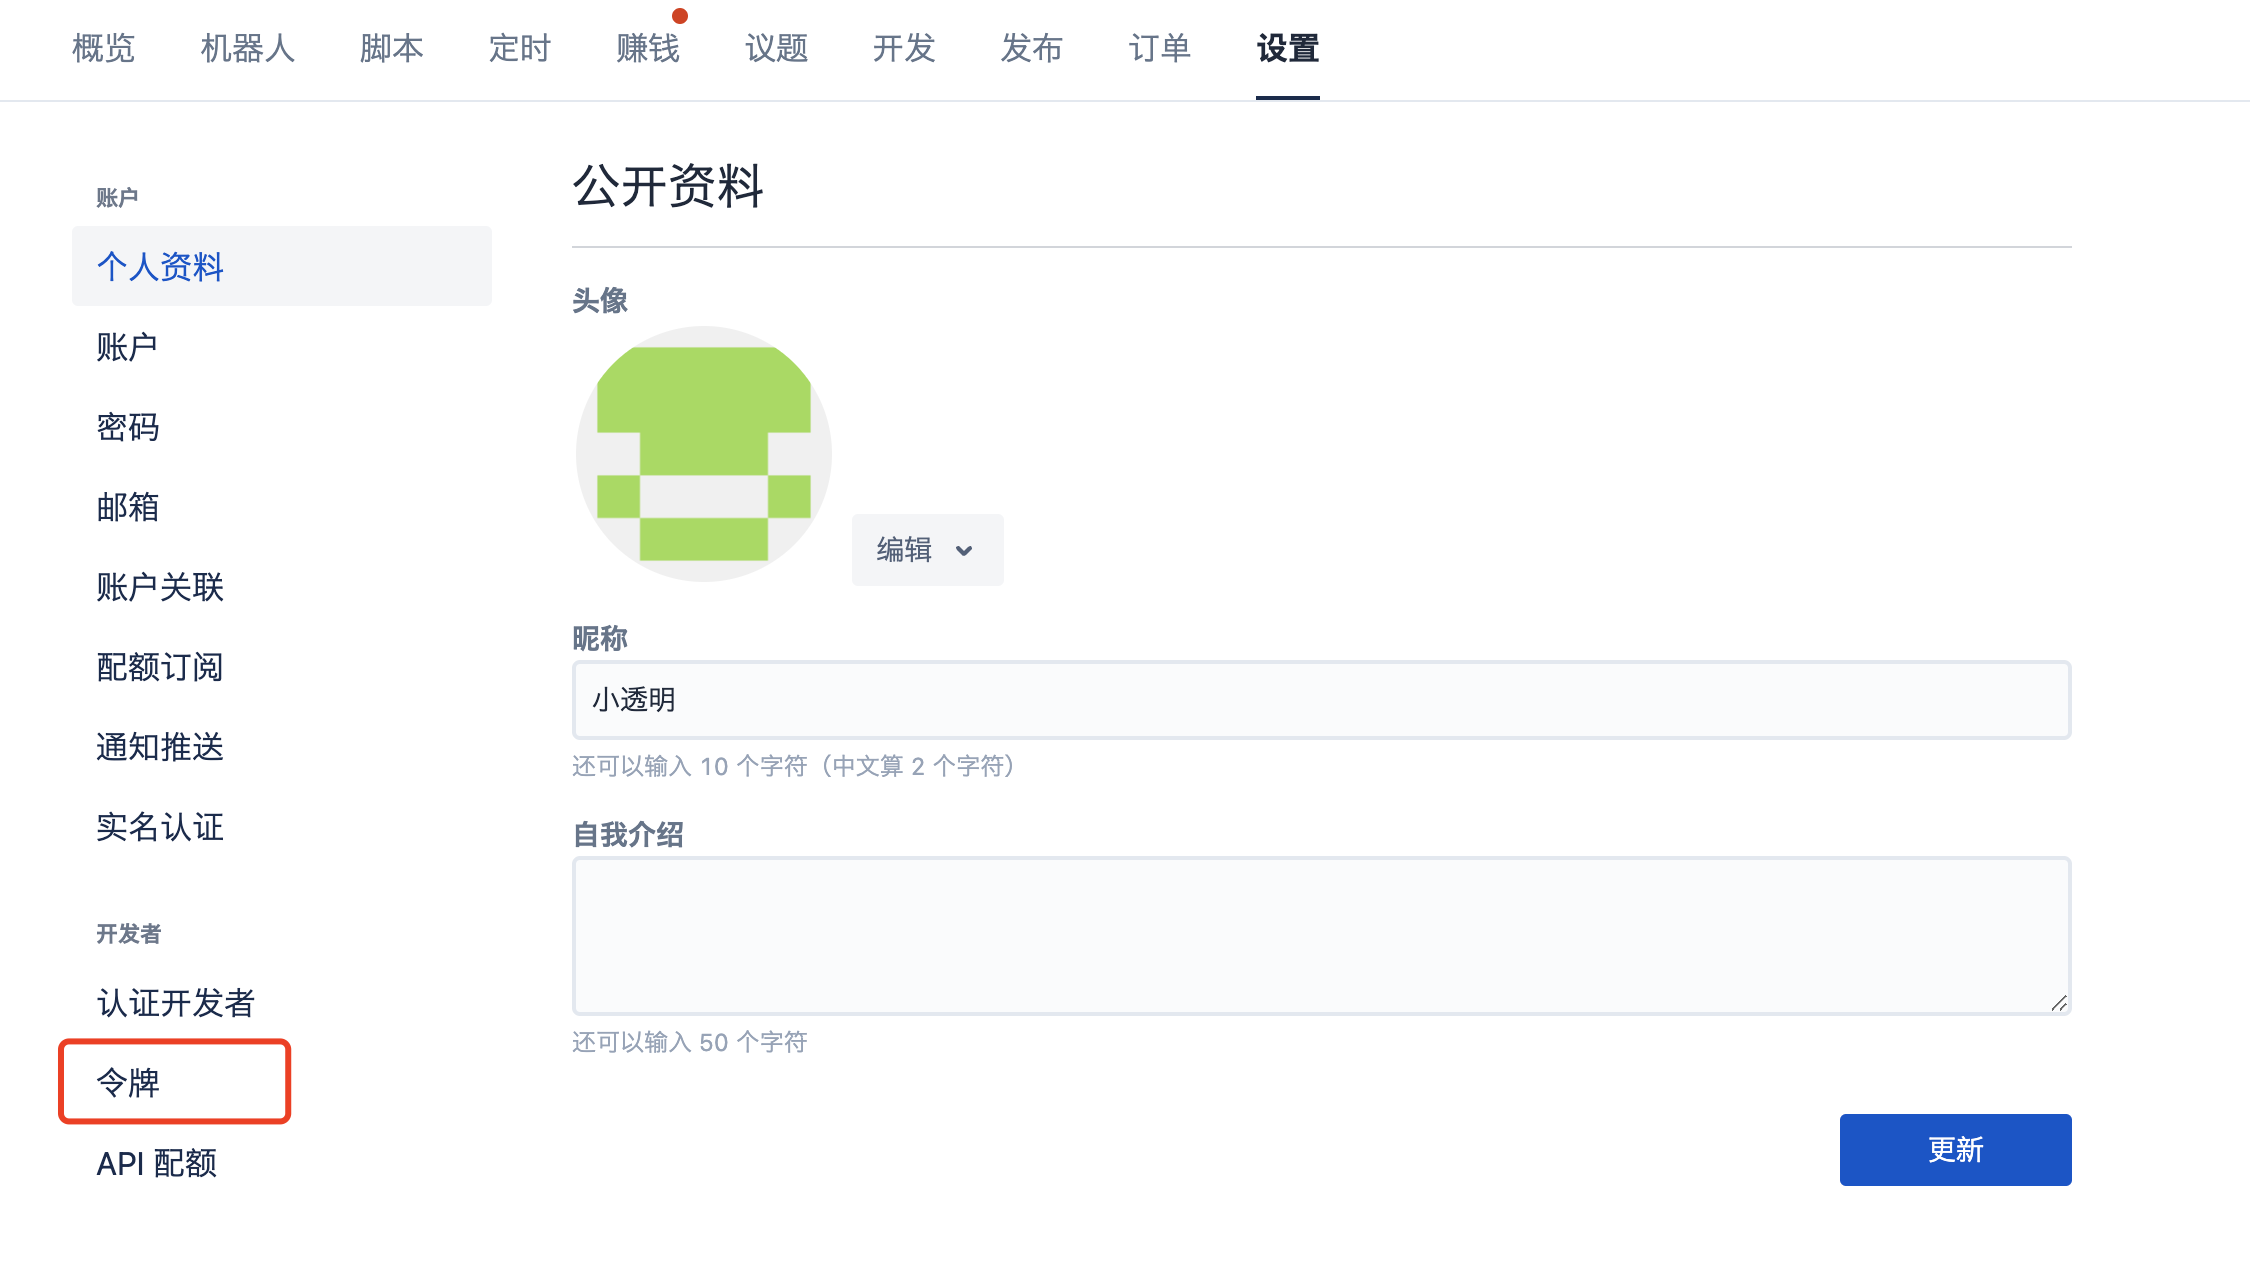 概览 机器人 脚本 定时 赚钱 议题 开发 发布 订单 设置
账户
个人资料
账户
密码
邮箱
账户关联
配额订阅
通知推送
实名认证
开发者
认证开发者
令牌
API 配额
公开资料
头像
编辑
昵称
小透明
还可以输入 10 个字符（中文算 2 个字符）
自我介绍
还可以输入 50 个字符
更新